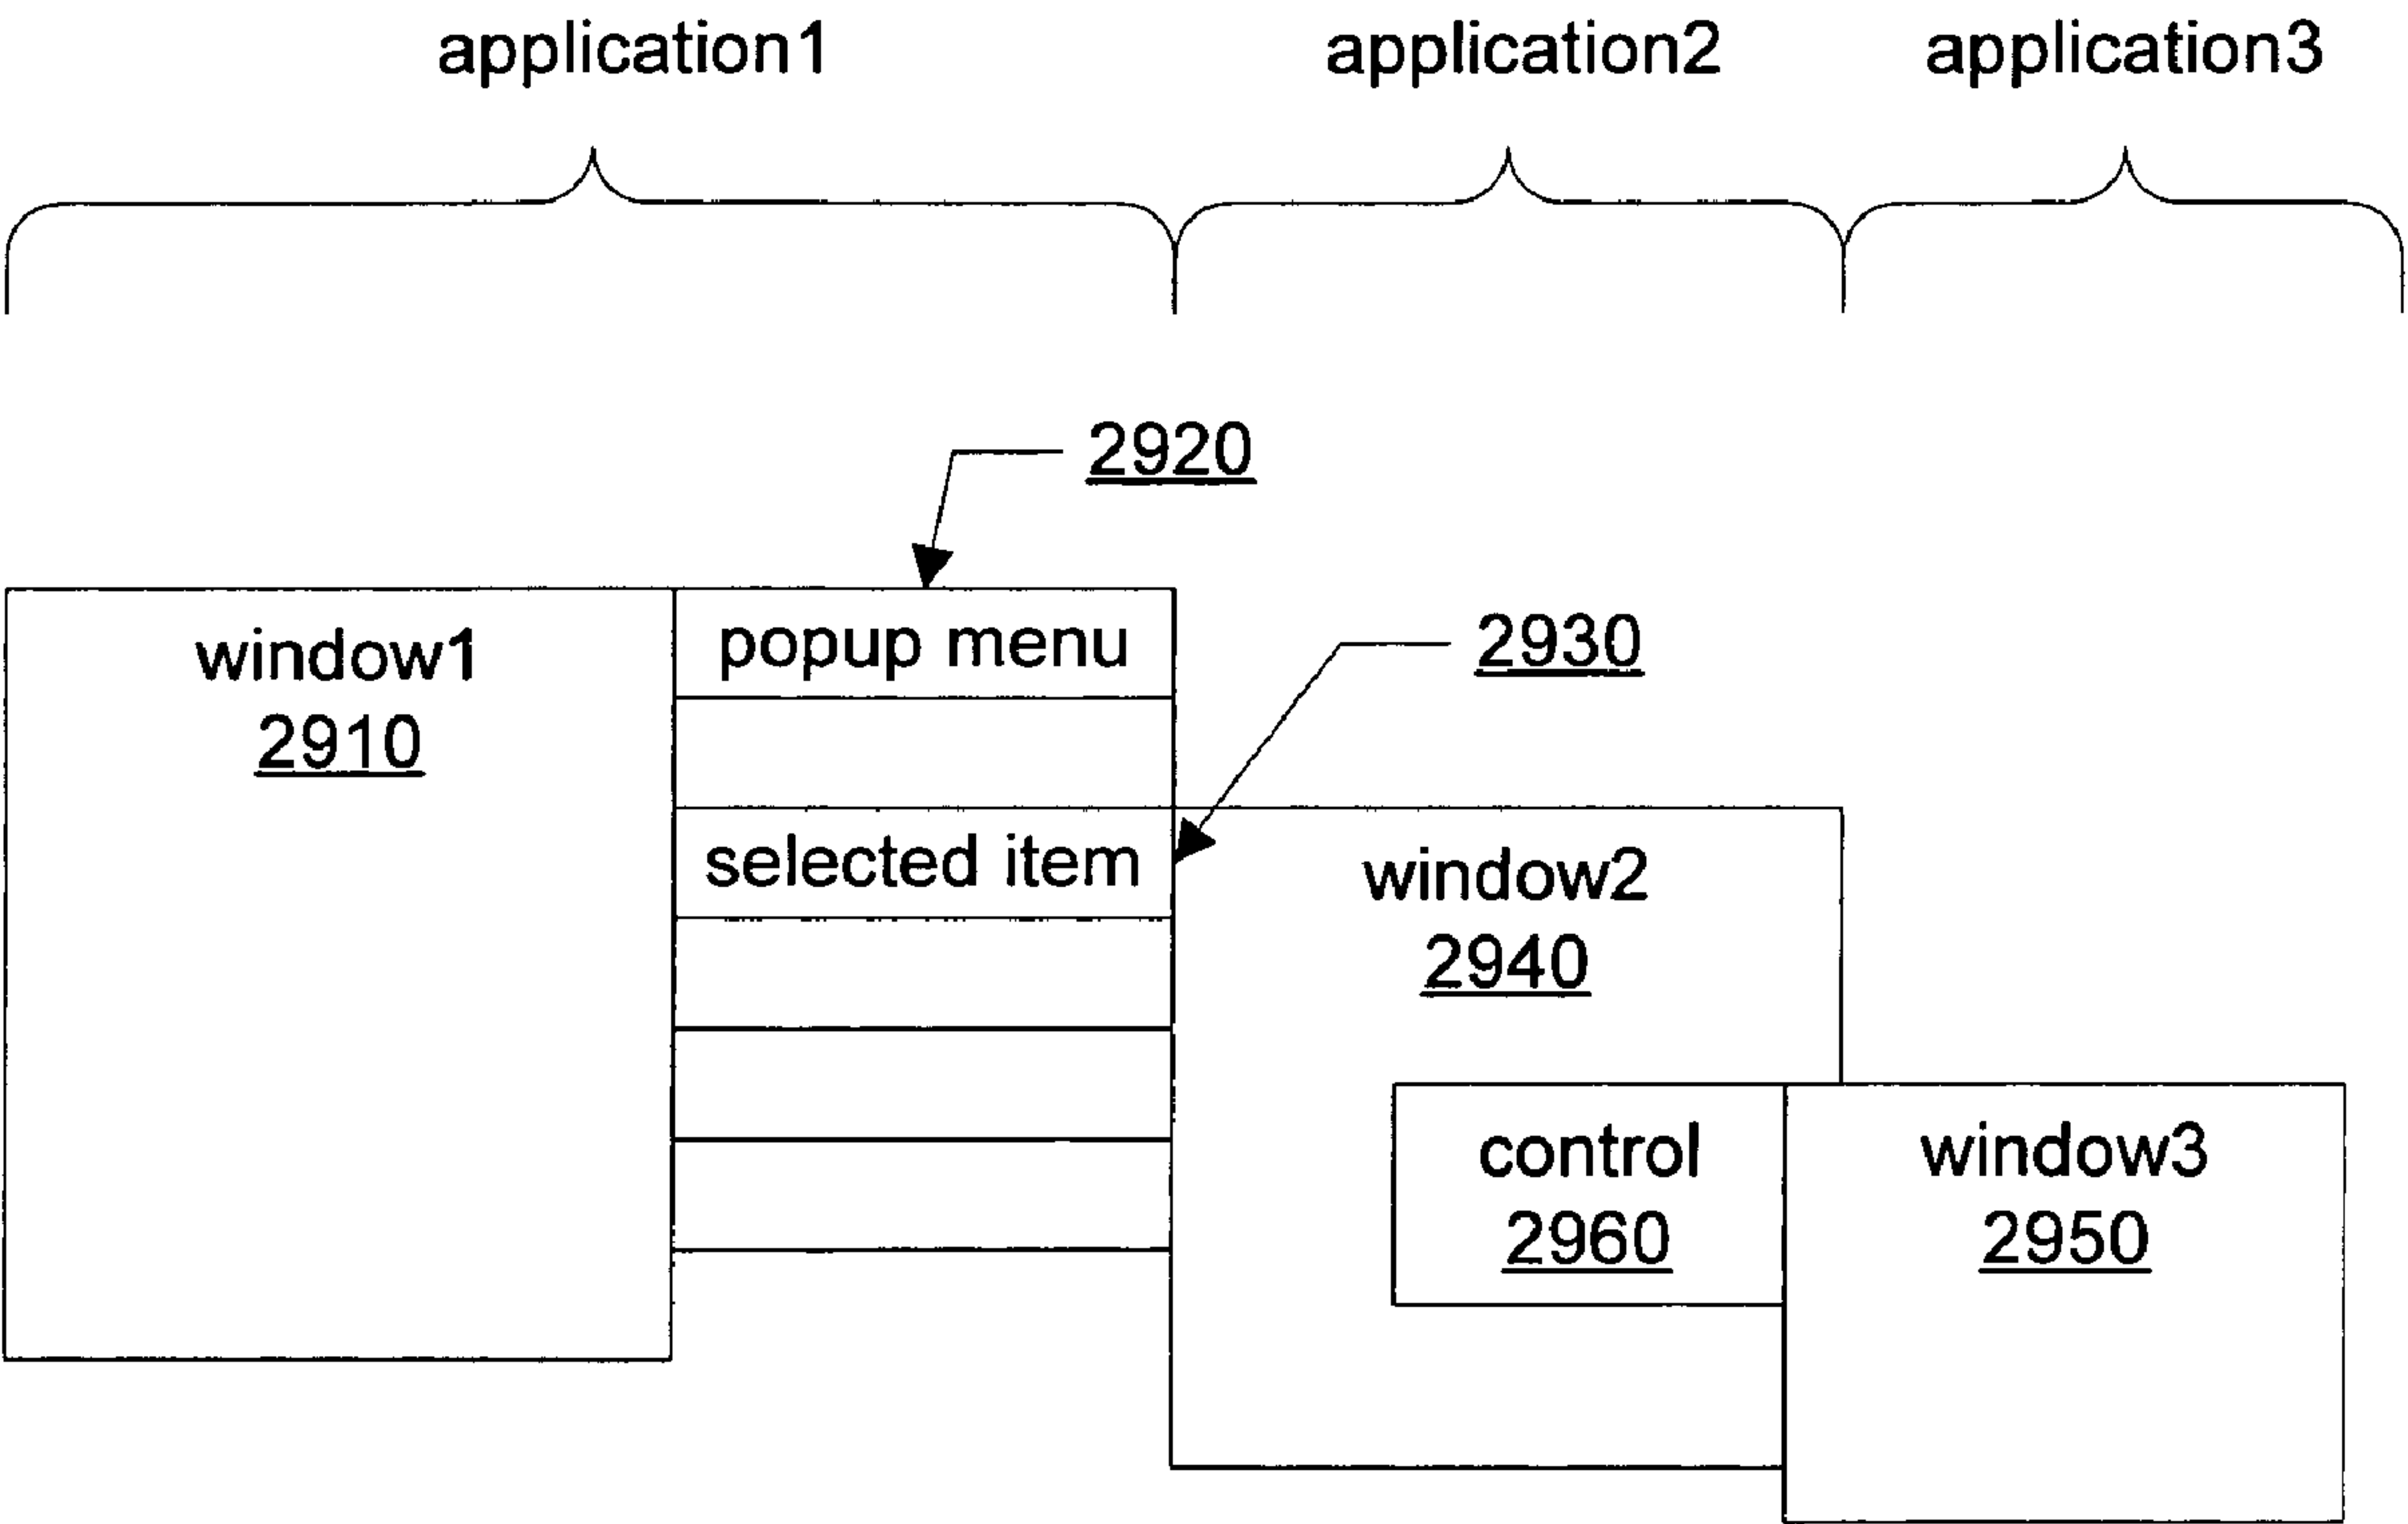 application1
application2
application3
2920
popup menu
2930
window1
2910
selected item
window2
2940
control
2960
window3
2950